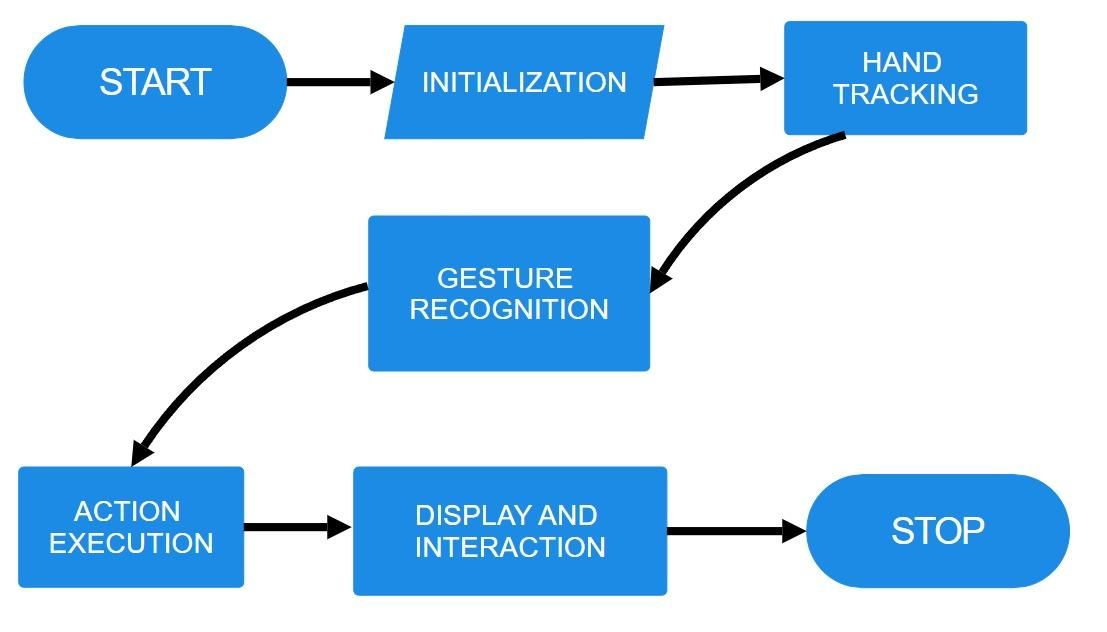 START
INITIALIZATION
HAND
TRACKING
GESTURE
RECOGNITION
ACTION
EXECUTION
DISPLAY AND
INTERACTION
STOP